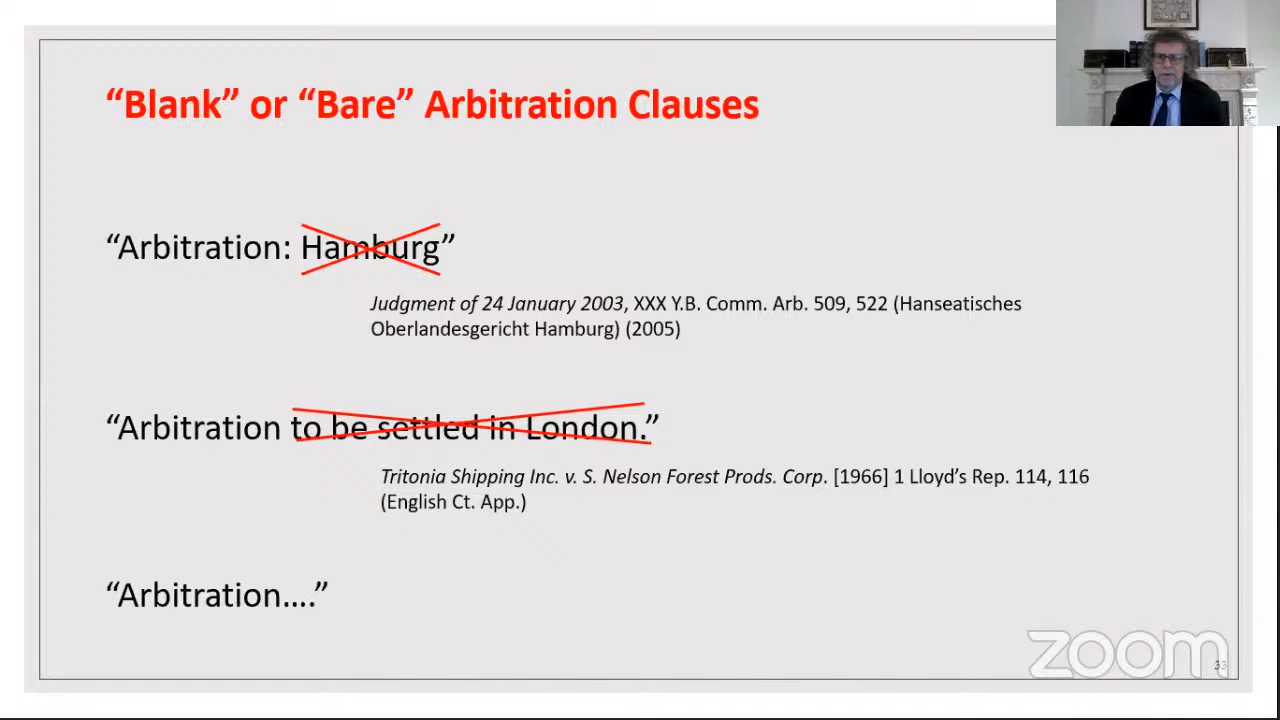 “Blank” or “Bare” Arbitration Clauses
“Arbitration: Hamburg”
Judgment of 24 January 2003, XXX Y.B. Comm. Arb. 509, 522 (Hanseatisches
Oberlandesgericht Hamburg) (2005)
“Arbitration to be settled in London.”
Tritonia Shipping Inc. v. S. Nelson Forest Prods. Corp. [1966] 1 Lloyd’s Rep. 114, 116
(English Ct. App.)
“Arbitration….”
zoom
33